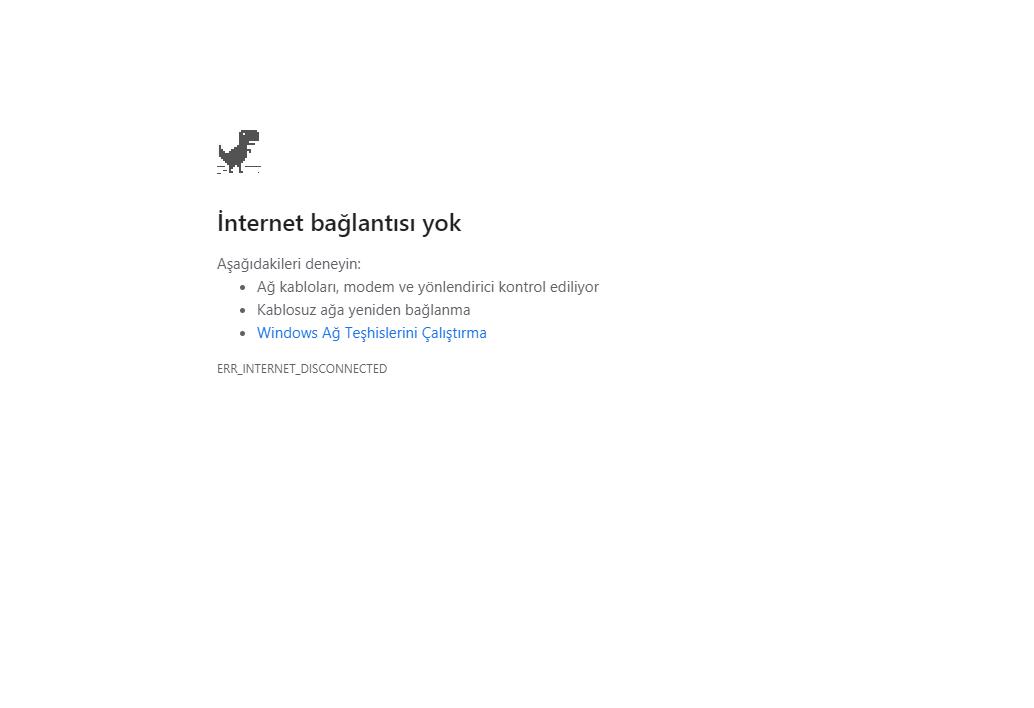 İnternet bağlantısı yok
Aşağıdakileri deneyin:
Ağ kabloları, modem ve yönlendirici kontrol ediliyor
Kablosuz ağa yeniden bağlanma
Windows Ağ Teşhislerini Çalıştırma
ERR_INTERNET_DISCONNECTED